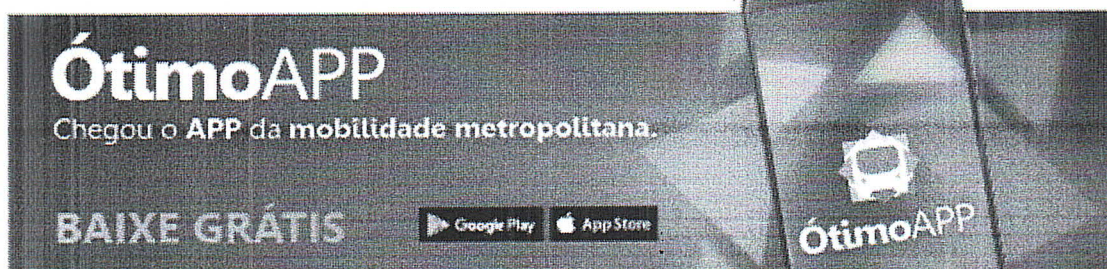 ÓtimoAPP
Chegou o APP da mobilidade metropolitana.
BAIXE GRÁTIS
Google Play
App Store
ÓtimoAPP